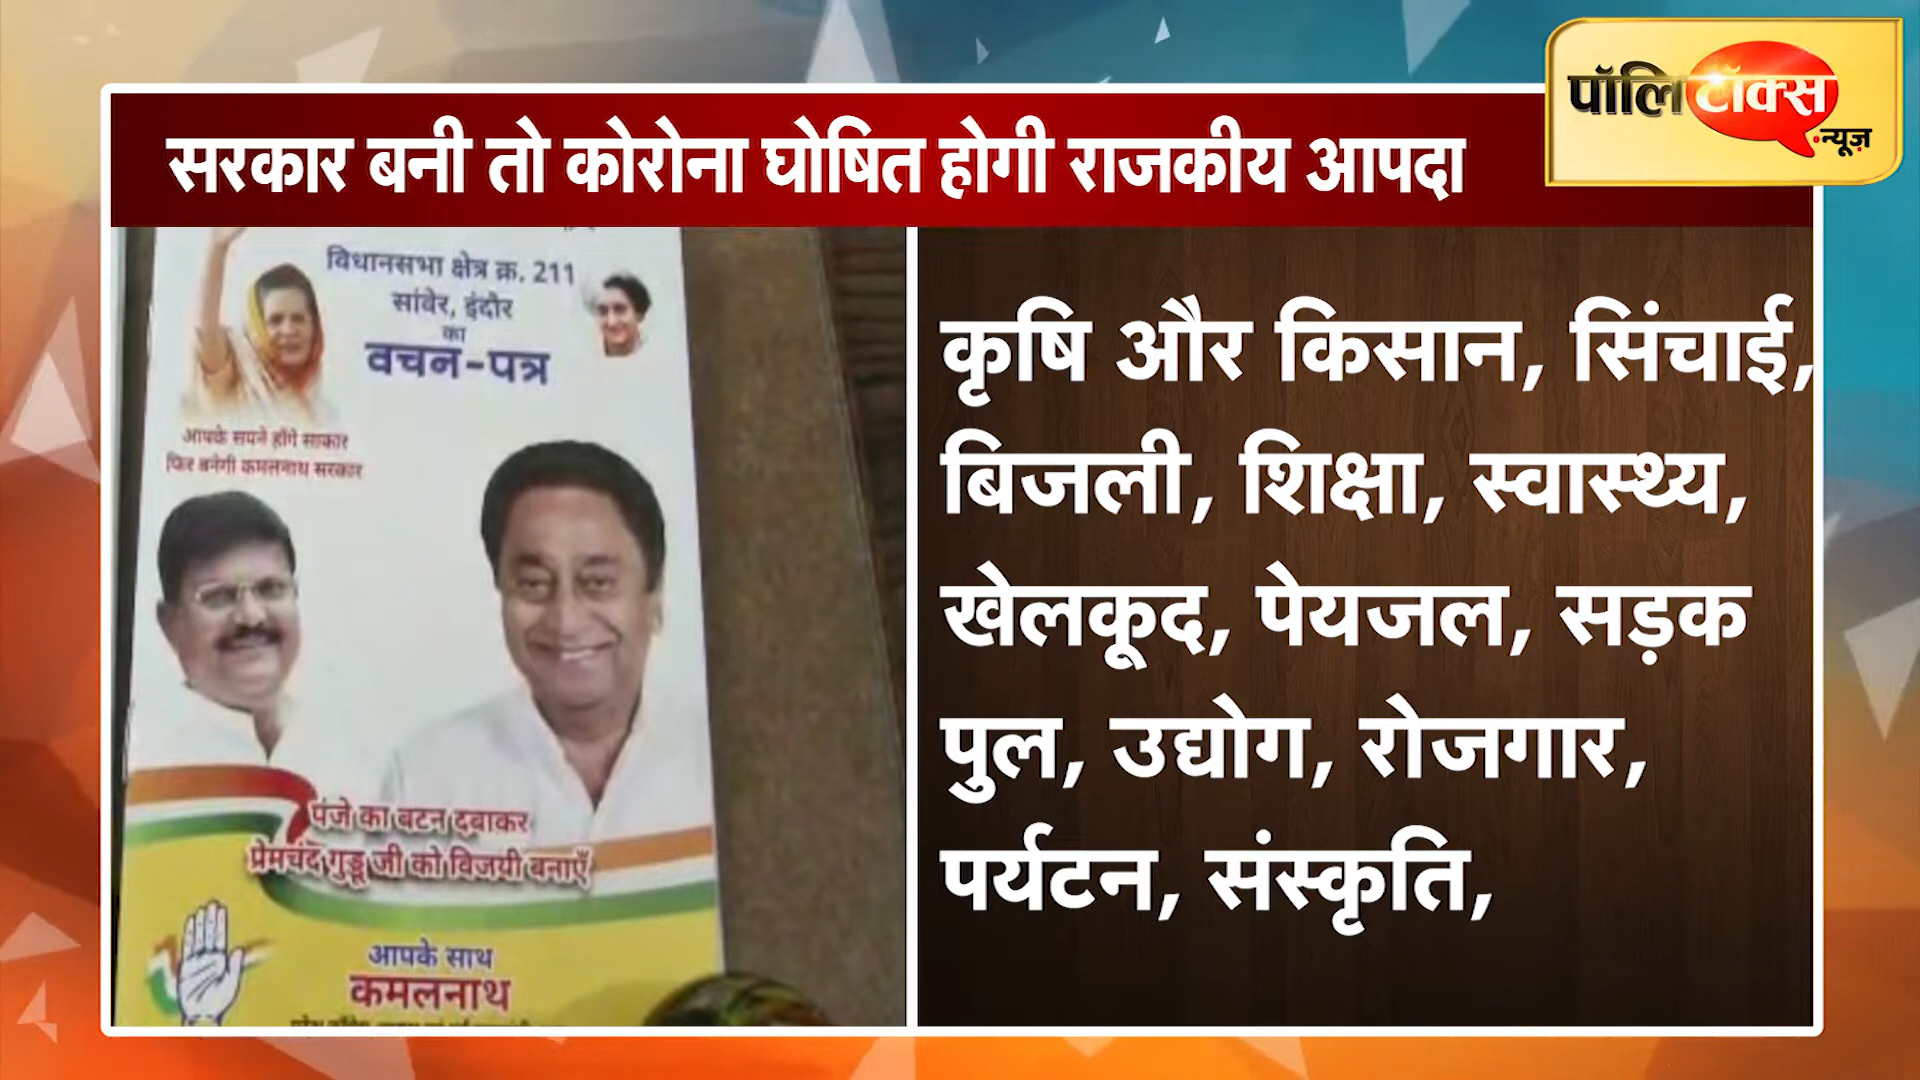 पॉलिटॉक्स
न्यूज़
सरकार बनी तो कोरोना घोषित होगी राजकीय आपदा
विधानसभा क्षेत्र क्र. 211
सांवेर, इंदौर
का
वचन-पत्र
आपके सपने होंगे साकार
फिर बनेगी कमलनाथ सरकार
पंजे का बटन दबाकर
प्रेमचंद गुड्डू जी को विजयी बनाएँ
आपके साथ
कमलनाथ
कृषि और किसान, सिंचाई,
बिजली, शिक्षा, स्वास्थ्य,
खेलकूद, पेयजल, सड़क
पुल, उद्योग, रोजगार,
पर्यटन, संस्कृति,